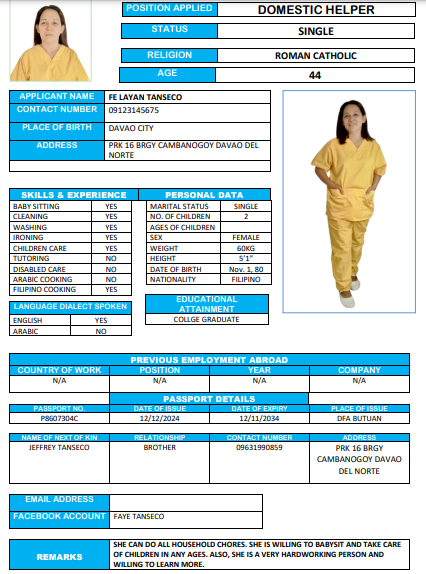 POSITION APPLIED DOMESTIC HELPER
STATUS SINGLE
RELIGION ROMAN CATHOLIC
AGE 44
APPLICANT NAME FE LAYAN TANSECO
CONTACT NUMBER 09123145675
PLACE OF BIRTH DAVAO CITY
ADDRESS PRK 16 BRGY CAMBANOGOY DAVAO DEL
NORTE
SKILLS & EXPERIENCE PERSONAL DATA
BABY SITTING YES MARITAL STATUS SINGLE
CLEANING YES NO. OF CHILDREN 2
WASHING YES AGES OF CHILDREN
IRONING YES SEX FEMALE
CHILDREN CARE YES WEIGHT 60KG
TUTORING NO HEIGHT 5'1"
DISABLED CARE NO DATE OF BIRTH Nov. 1, 80
ARABIC COOKING NO NATIONALITY FILIPINO
FILIPINO COOKING YES
EDUCATIONAL
ATTAINMENT
COLLGE GRADUATE
LANGUAGE DIALECT SPOKEN
ENGLISH YES
ARABIC NO
PREVIOUS EMPLOYMENT ABROAD
COUNTRY OF WORK POSITION YEAR COMPANY
N/A N/A N/A N/A
PASSPORT DETAILS
PASSPORT NO. DATE OF ISSUE DATE OF EXPIRY PLACE OF ISSUE
P8607304C 12/12/2024 12/11/2034 DFA BUTUAN
NAME OF NEXT OF KIN RELATIONSHIP CONTACT NUMBER ADDRESS
JEFFREY TANSECO BROTHER 09631990859 PRK 16 BRGY
CAMBANOGOY DAVAO
DEL NORTE
EMAIL ADDRESS
FACEBOOK ACCOUNT FAYE TANSECO
REMARKS
SHE CAN DO ALL HOUSEHOLD CHORES. SHE IS WILLING TO BABYSIT AND TAKE CARE
OF CHILDREN IN ANY AGES. ALSO, SHE IS A VERY HARDWORKING PERSON AND
WILLING TO LEARN MORE.